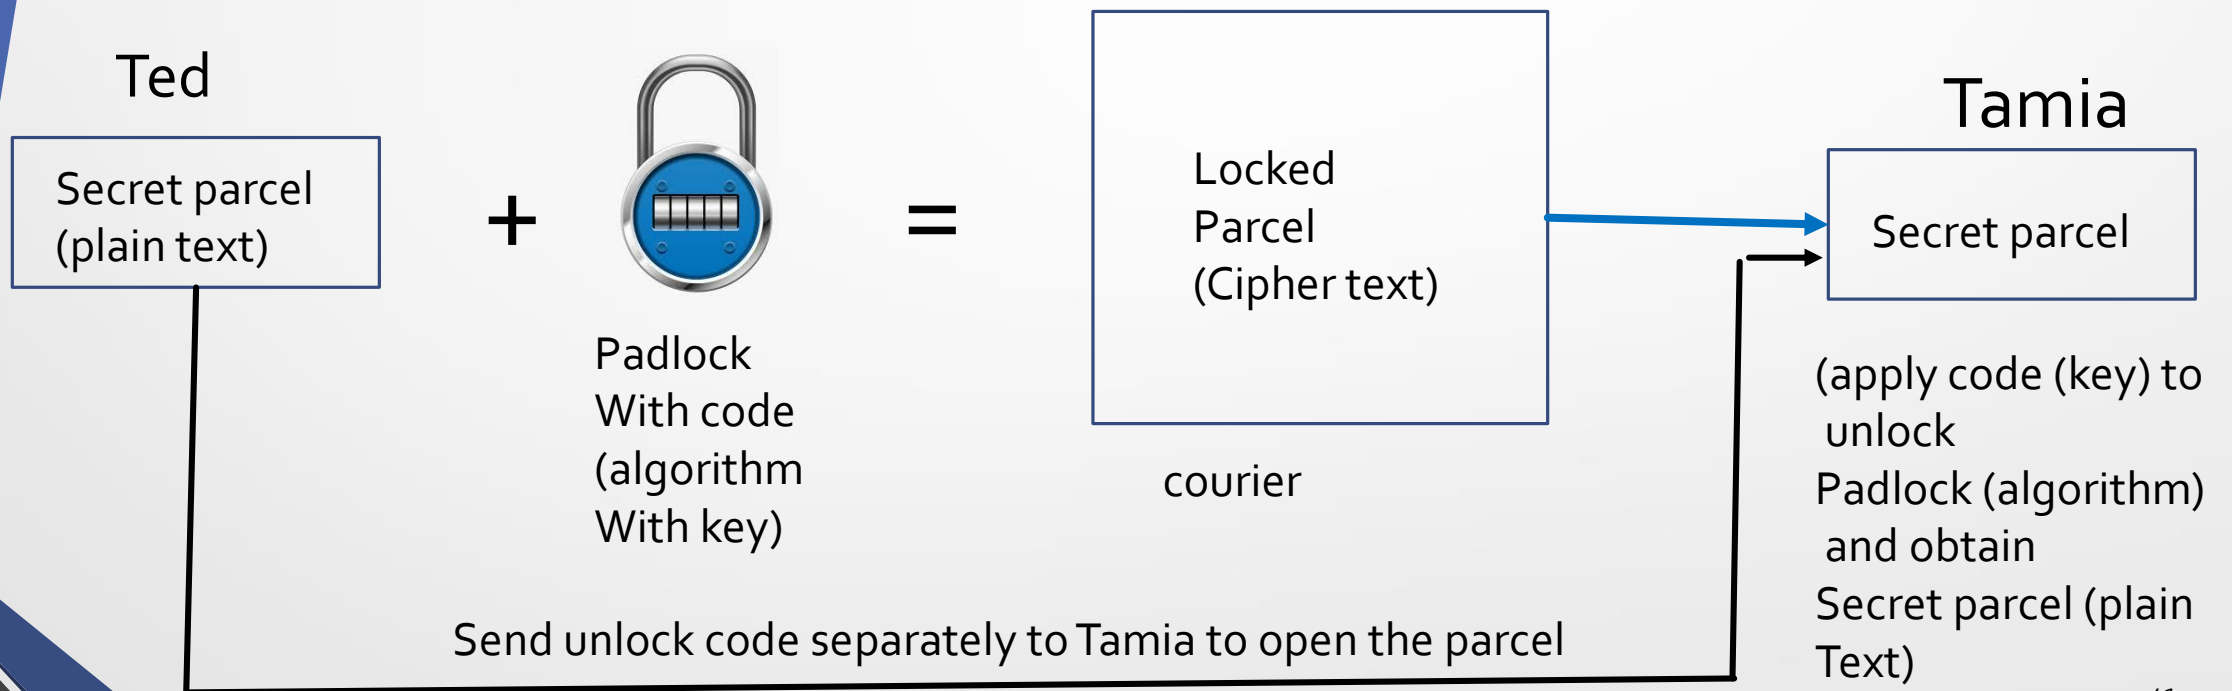 Ted
Secret parcel
(plain text)
+
Padlock
With code
(algorithm
With key)
=
Locked
Parcel
(Cipher text)
courier
Tamia
Secret parcel
(apply code (key) to
unlock
Padlock (algorithm)
and obtain
Secret parcel (plain
Text)
Send unlock code separately to Tamia to open the parcel